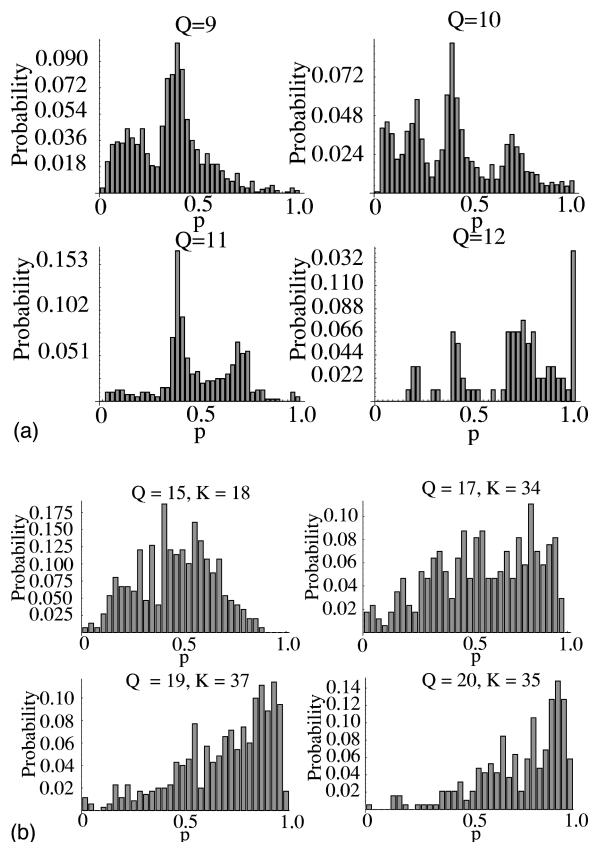 Q=9
Probability
0.090
0.072
0.054
0.036
0.018
0
0.5
1.0
p
Q=10
Probability
0.072
0.048
0.024
0
0.5
1.0
p
Q=11
Probability
0.153
0.102
0.051
0
0.5
1.0
p
Q=12
Probability
0.032
0.110
0.088
0.066
0.044
0.022
0
0.5
1.0
p
(a)
Q = 15, K = 18
Probability
0.175
0.150
0.125
0.100
0.075
0.050
0.025
0
0.5
1.0
p
Q = 17, K = 34
Probability
0.10
0.08
0.06
0.04
0.02
0
0.5
1.0
p
Q = 19, K = 37
Probability
0.10
0.08
0.06
0.04
0.02
0
0.5
1.0
p
Q = 20, K = 35
Probability
0.14
0.12
0.10
0.08
0.06
0.04
0.02
0
0.5
1.0
p
(b)